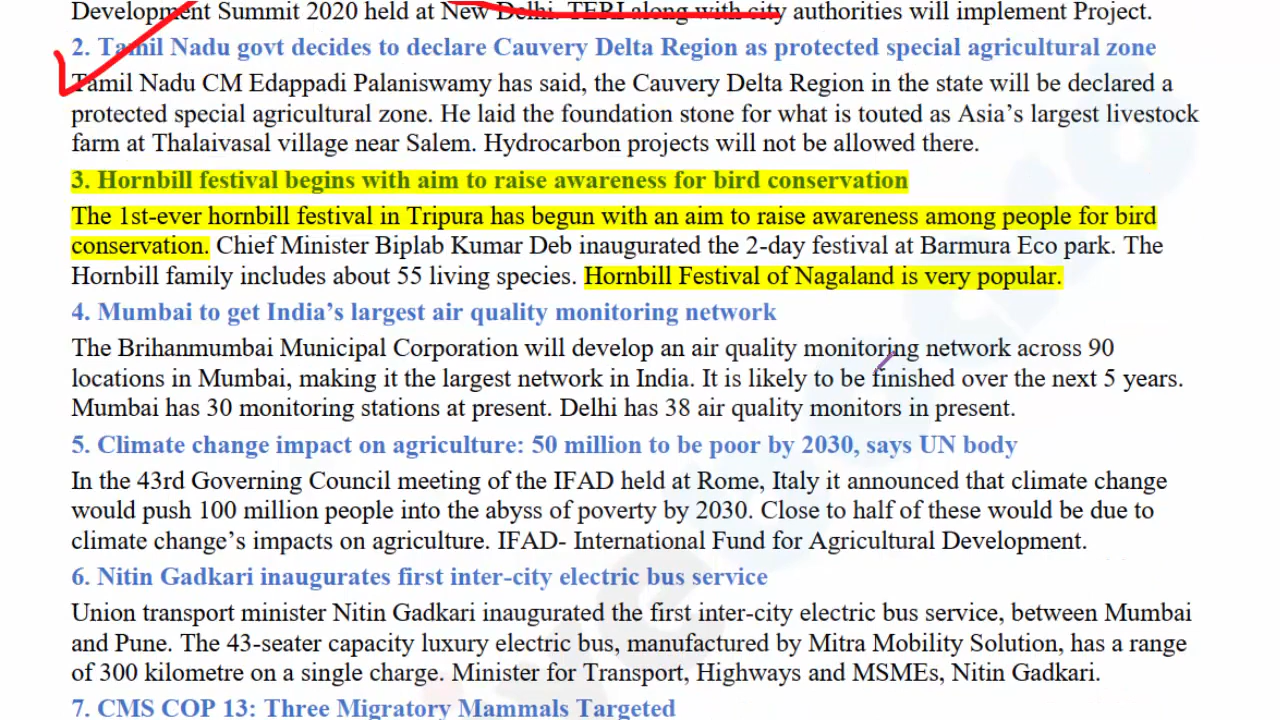 Development Summit 2020 held at New Delhi. TERI along with city authorities will implement Project.
2. Tamil Nadu govt decides to declare Cauvery Delta Region as protected special agricultural zone
Tamil Nadu CM Edappadi Palaniswamy has said, the Cauvery Delta Region in the state will be declared a
protected special agricultural zone. He laid the foundation stone for what is touted as Asia’s largest livestock
farm at Thalaivasal village near Salem. Hydrocarbon projects will not be allowed there.
3. Hornbill festival begins with aim to raise awareness for bird conservation
The 1st-ever hornbill festival in Tripura has begun with an aim to raise awareness among people for bird
conservation. Chief Minister Biplab Kumar Deb inaugurated the 2-day festival at Barmura Eco park. The
Hornbill family includes about 55 living species. Hornbill Festival of Nagaland is very popular.
4. Mumbai to get India’s largest air quality monitoring network
The Brihanmumbai Municipal Corporation will develop an air quality monitoring network across 90
locations in Mumbai, making it the largest network in India. It is likely to be finished over the next 5 years.
Mumbai has 30 monitoring stations at present. Delhi has 38 air quality monitors in present.
5. Climate change impact on agriculture: 50 million to be poor by 2030, says UN body
In the 43rd Governing Council meeting of the IFAD held at Rome, Italy it announced that climate change
would push 100 million people into the abyss of poverty by 2030. Close to half of these would be due to
climate change’s impacts on agriculture. IFAD- International Fund for Agricultural Development.
6. Nitin Gadkari inaugurates first inter-city electric bus service
Union transport minister Nitin Gadkari inaugurated the first inter-city electric bus service, between Mumbai
and Pune. The 43-seater capacity luxury electric bus, manufactured by Mitra Mobility Solution, has a range
of 300 kilometre on a single charge. Minister for Transport, Highways and MSMEs, Nitin Gadkari.
7. CMS COP 13: Three Migratory Mammals Targeted